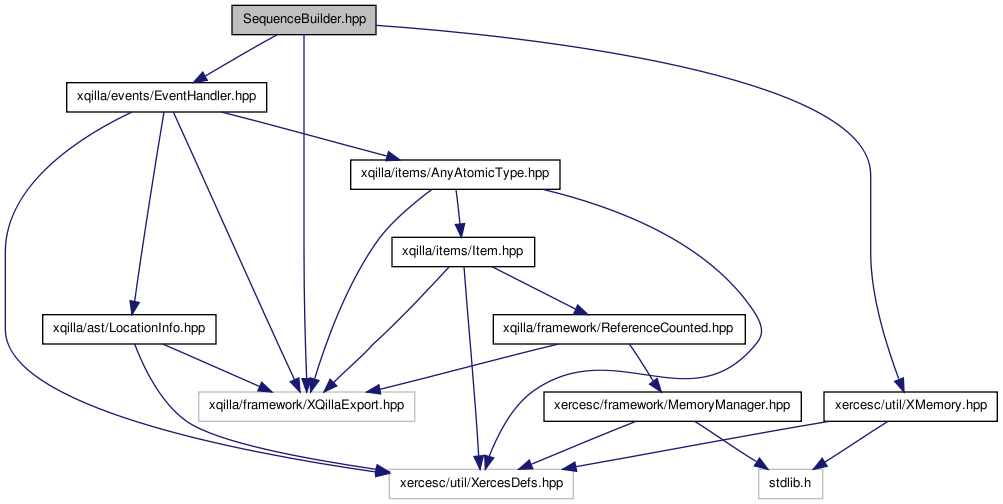 SequenceBuilder.hpp
xqilla/events/EventHandler.hpp
xqilla/items/AnyAtomicType.hpp
xqilla/items/Item.hpp
xqilla/ast/LocationInfo.hpp
xqilla/framework/ReferenceCounted.hpp
xqilla/framework/XQillaExport.hpp
xercesc/framework/MemoryManager.hpp
xercesc/util/XMemory.hpp
xercesc/util/XercesDefs.hpp
stdlib.h